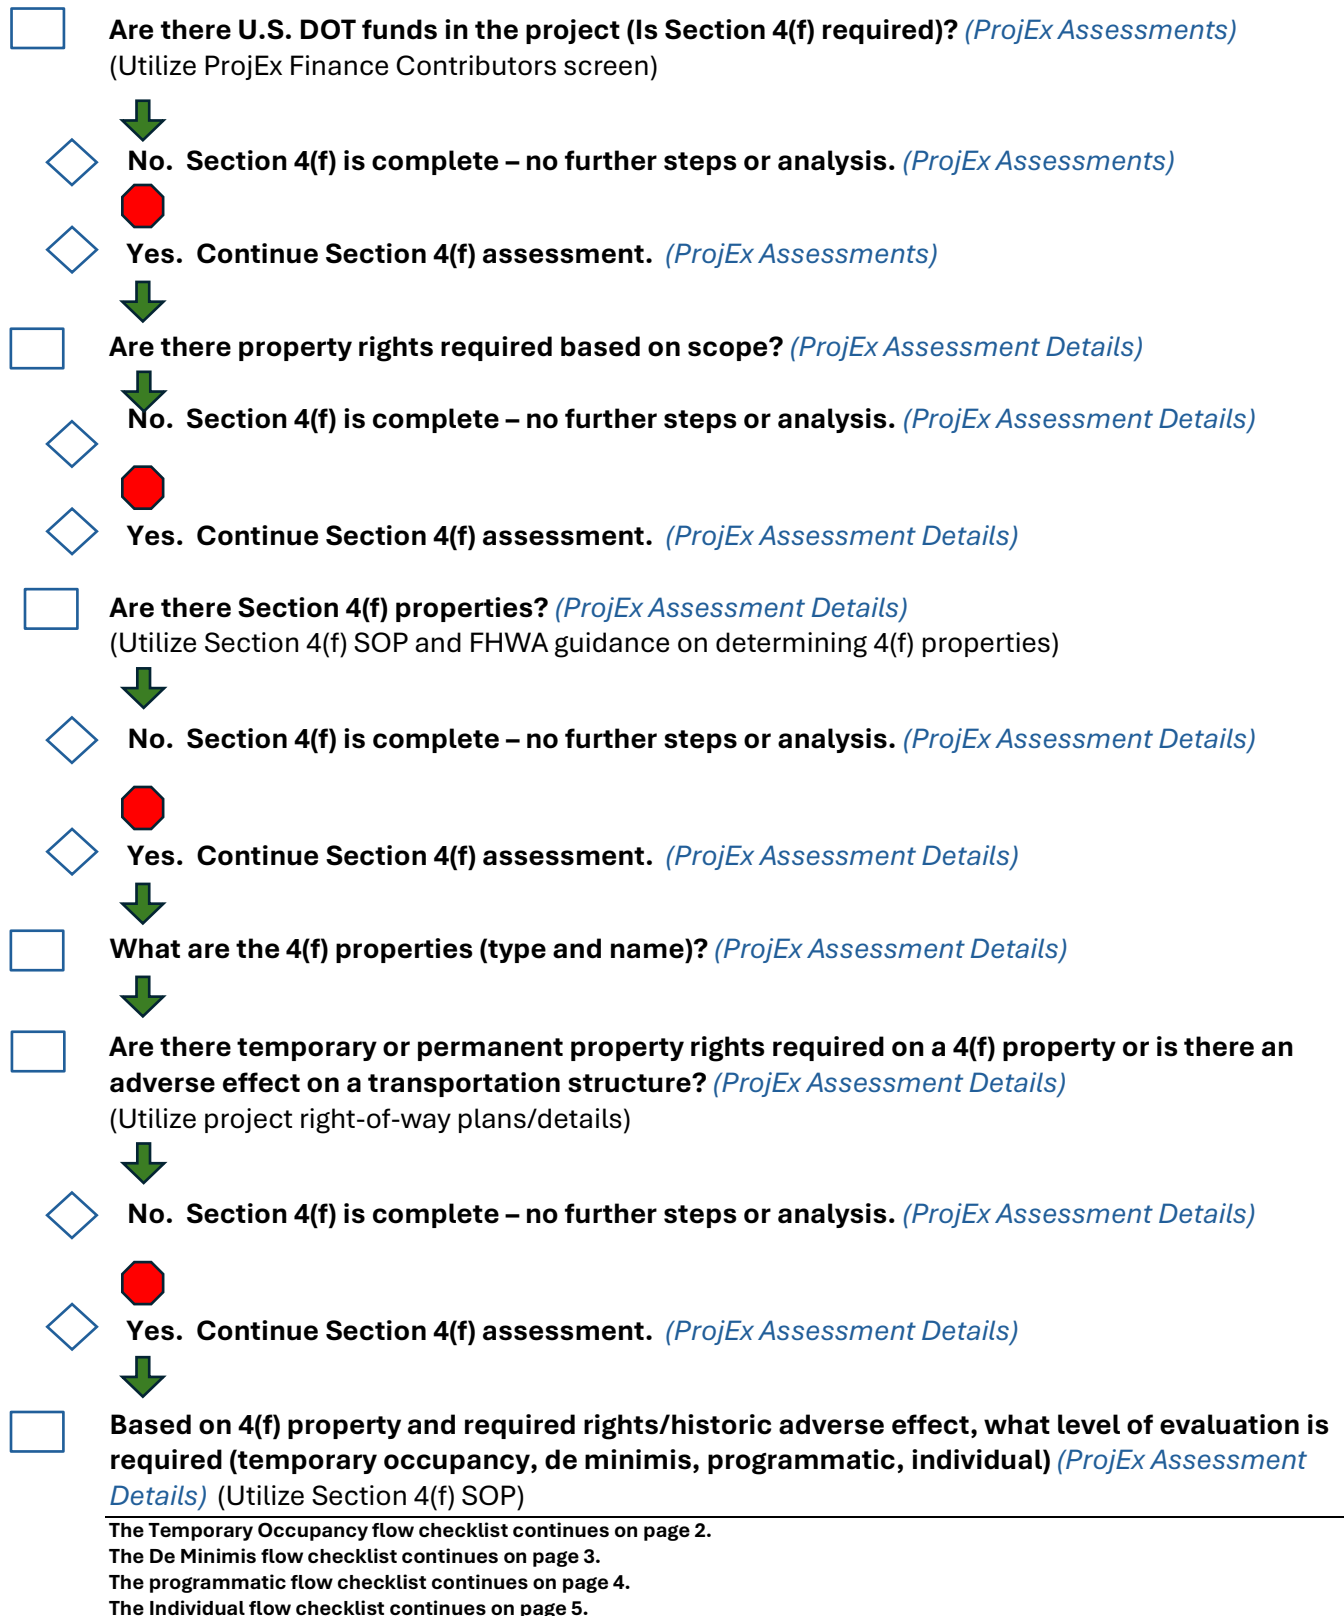 Are there U.S. DOT funds in the project (Is Section 4(f) required)? (ProjEx Assessments)
(Utilize ProjEx Finance Contributors screen)
No.  Section 4(f) is complete – no further steps or analysis. (ProjEx Assessments)
Yes.  Continue Section 4(f) assessment.  (ProjEx Assessments)
Are there property rights required based on scope? (ProjEx Assessment Details)
No.  Section 4(f) is complete – no further steps or analysis. (ProjEx Assessment Details)
Yes.  Continue Section 4(f) assessment.  (ProjEx Assessment Details)
Are there Section 4(f) properties? (ProjEx Assessment Details)
(Utilize Section 4(f) SOP and FHWA guidance on determining 4(f) properties)
No.  Section 4(f) is complete – no further steps or analysis. (ProjEx Assessment Details)
Yes.  Continue Section 4(f) assessment.  (ProjEx Assessment Details)
What are the 4(f) properties (type and name)? (ProjEx Assessment Details)
Are there temporary or permanent property rights required on a 4(f) property or is there an
adverse effect on a transportation structure? (ProjEx Assessment Details)
(Utilize project right-of-way plans/details)
No.  Section 4(f) is complete – no further steps or analysis. (ProjEx Assessment Details)
Yes.  Continue Section 4(f) assessment.  (ProjEx Assessment Details)
Based on 4(f) property and required rights/historic adverse effect, what level of evaluation is
required (temporary occupancy, de minimis, programmatic, individual) (ProjEx Assessment
Details)  (Utilize Section 4(f) SOP)
The Temporary Occupancy flow checklist continues on page 2.
The De Minimis flow checklist continues on page 3.
The programmatic flow checklist continues on page 4.
The Individual flow checklist continues on page 5.